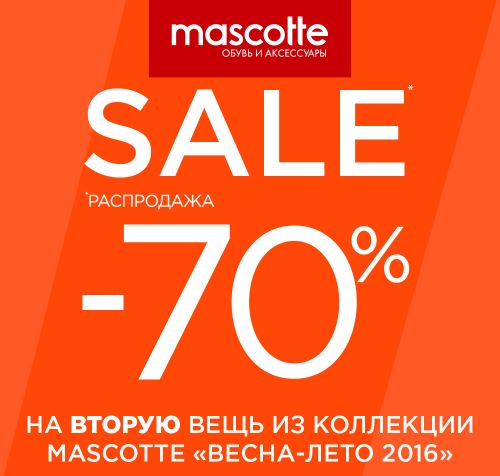 mascotte
ОБУВЬ И АКСЕССУАРЫ
SALE*
*РАСПРОДАЖА
-70%
НА ВТОРУЮ ВЕЩЬ ИЗ КОЛЛЕКЦИИ
MASCOTTE «ВЕСНА-ЛЕТО 2016»